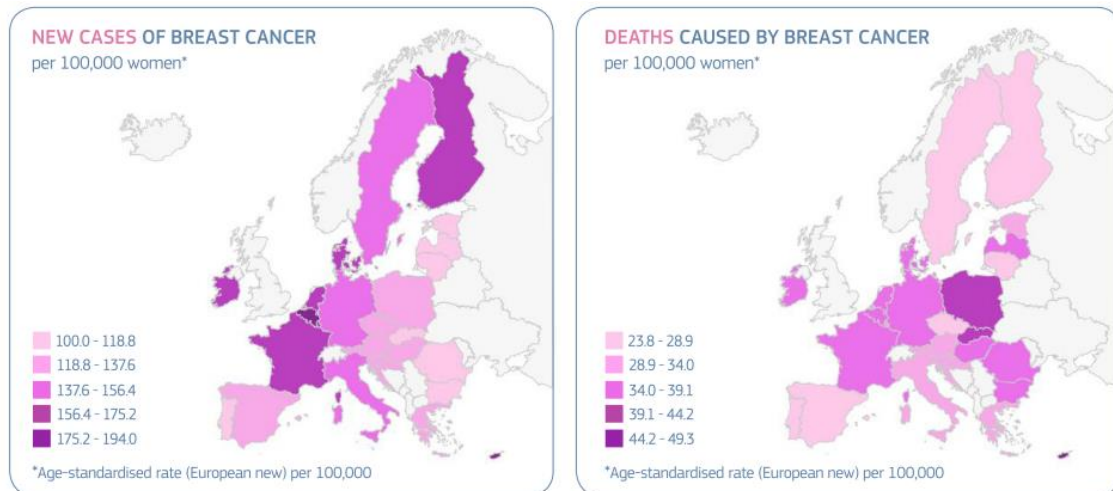 NEW CASES OF BREAST CANCER
per 100,000 women*
100.0 - 118.8
118.8 - 137.6
137.6 - 156.4
156.4 - 175.2
175.2 - 194.0
*Age-standardised rate (European new) per 100,000
DEATHS CAUSED BY BREAST CANCER
per 100,000 women*
23.8 - 28.9
28.9 - 34.0
34.0 - 39.1
39.1 - 44.2
44.2 - 49.3
*Age-standardised rate (European new) per 100,000